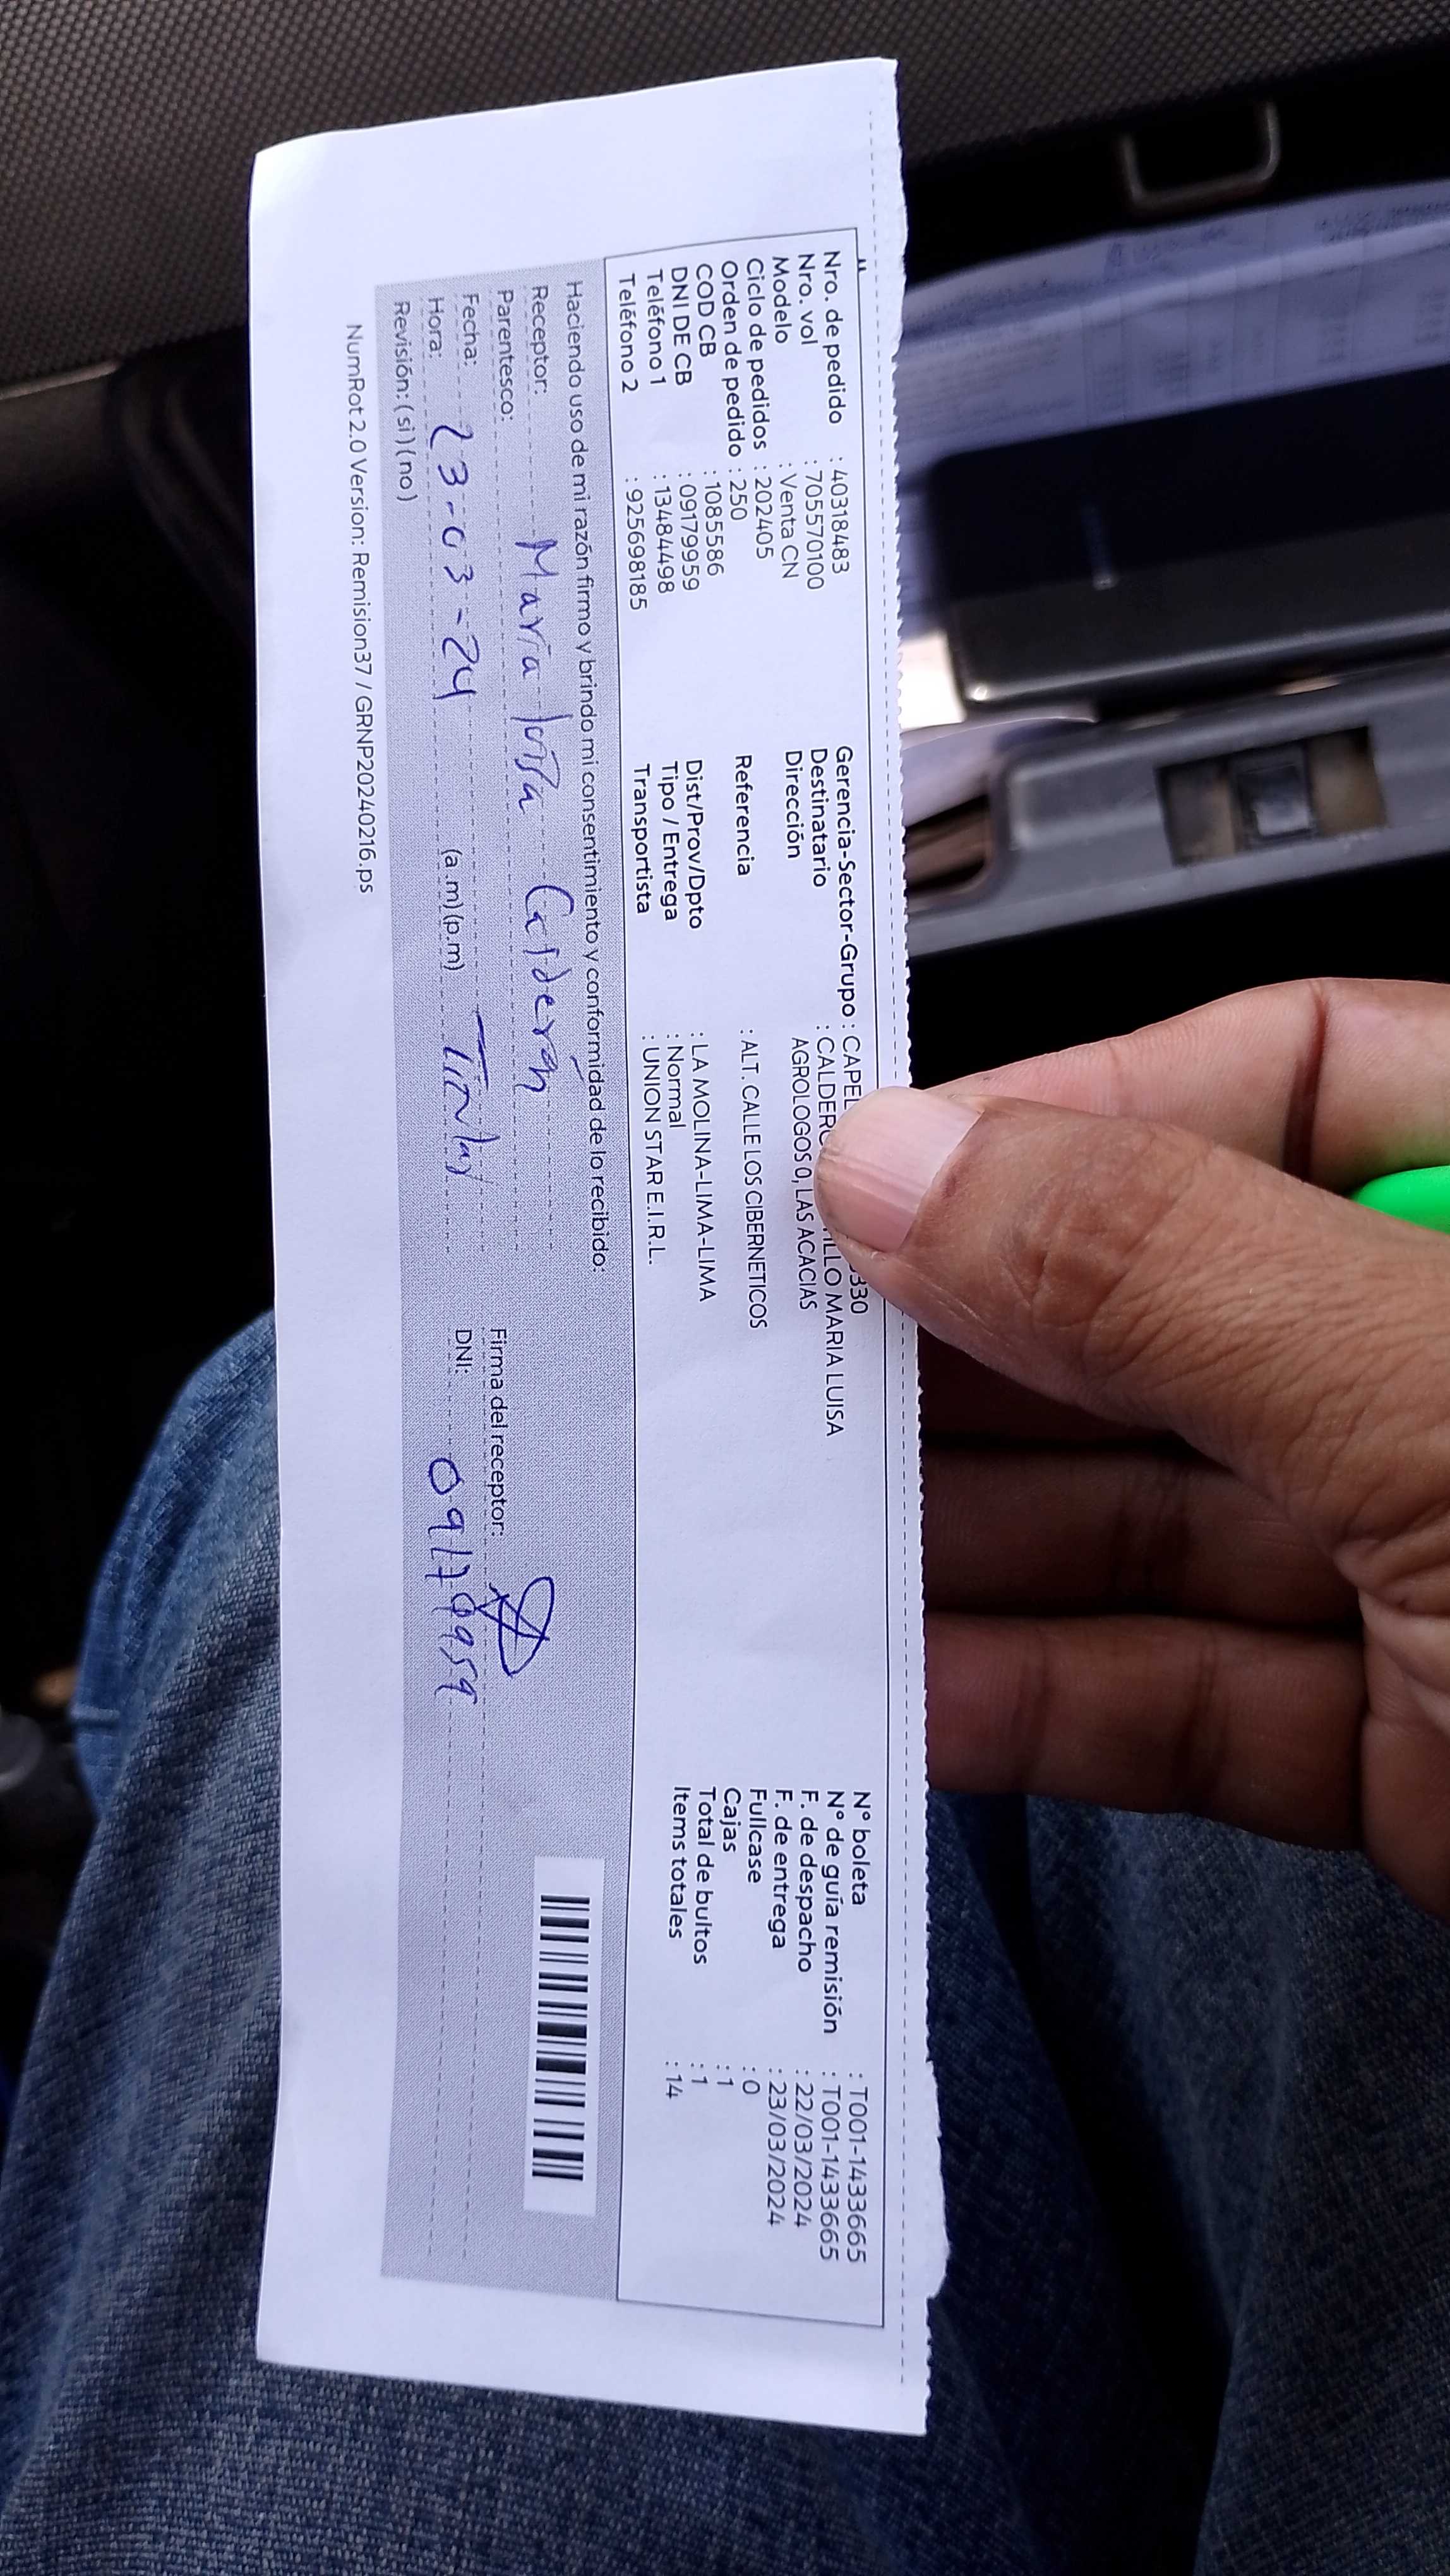 Nro. de pedido : 40318483
Nro. vol : 705570100
Modelo : Venta CN
Ciclo de pedidos : 202405
Orden de pedido : 250
COD CB : 1085586
DNI DE CB : 09179959
Teléfono 1 : 13484498
Teléfono 2 : 925698185
Gerencia-Sector-Grupo :
Destinatario : MARIA LUISA
Dirección AGROLOGOS 0, LAS ACACIAS
Referencia : ALT. CALLE LOS CIBERNETICOS
Dist/Prov/Dpto : LA MOLINA-LIMA-LIMA
Tipo / Entrega : Normal
Transportista : UNION STAR E.I.R.L.
N° boleta : T001-1433665
N° de guía remisión : T001-1433665
F. de despacho : 22/03/2024
F. de entrega : 23/03/2024
Fullcase : 0
Cajas : 1
Total de bultos : 1
Items totales : 14
Haciendo uso de mi razón firmo y brindo mi consentimiento y conformidad de lo recibido:
Receptor: María luisa Calderón
Parentesco: Titular
Fecha: 23-03-24
Hora: (a.m)(p.m)
Revisión: (si)(no)
Firma del receptor:
DNI: 09179959
NumRot 2.0 Version: Remision37 / GRNP20240216.ps